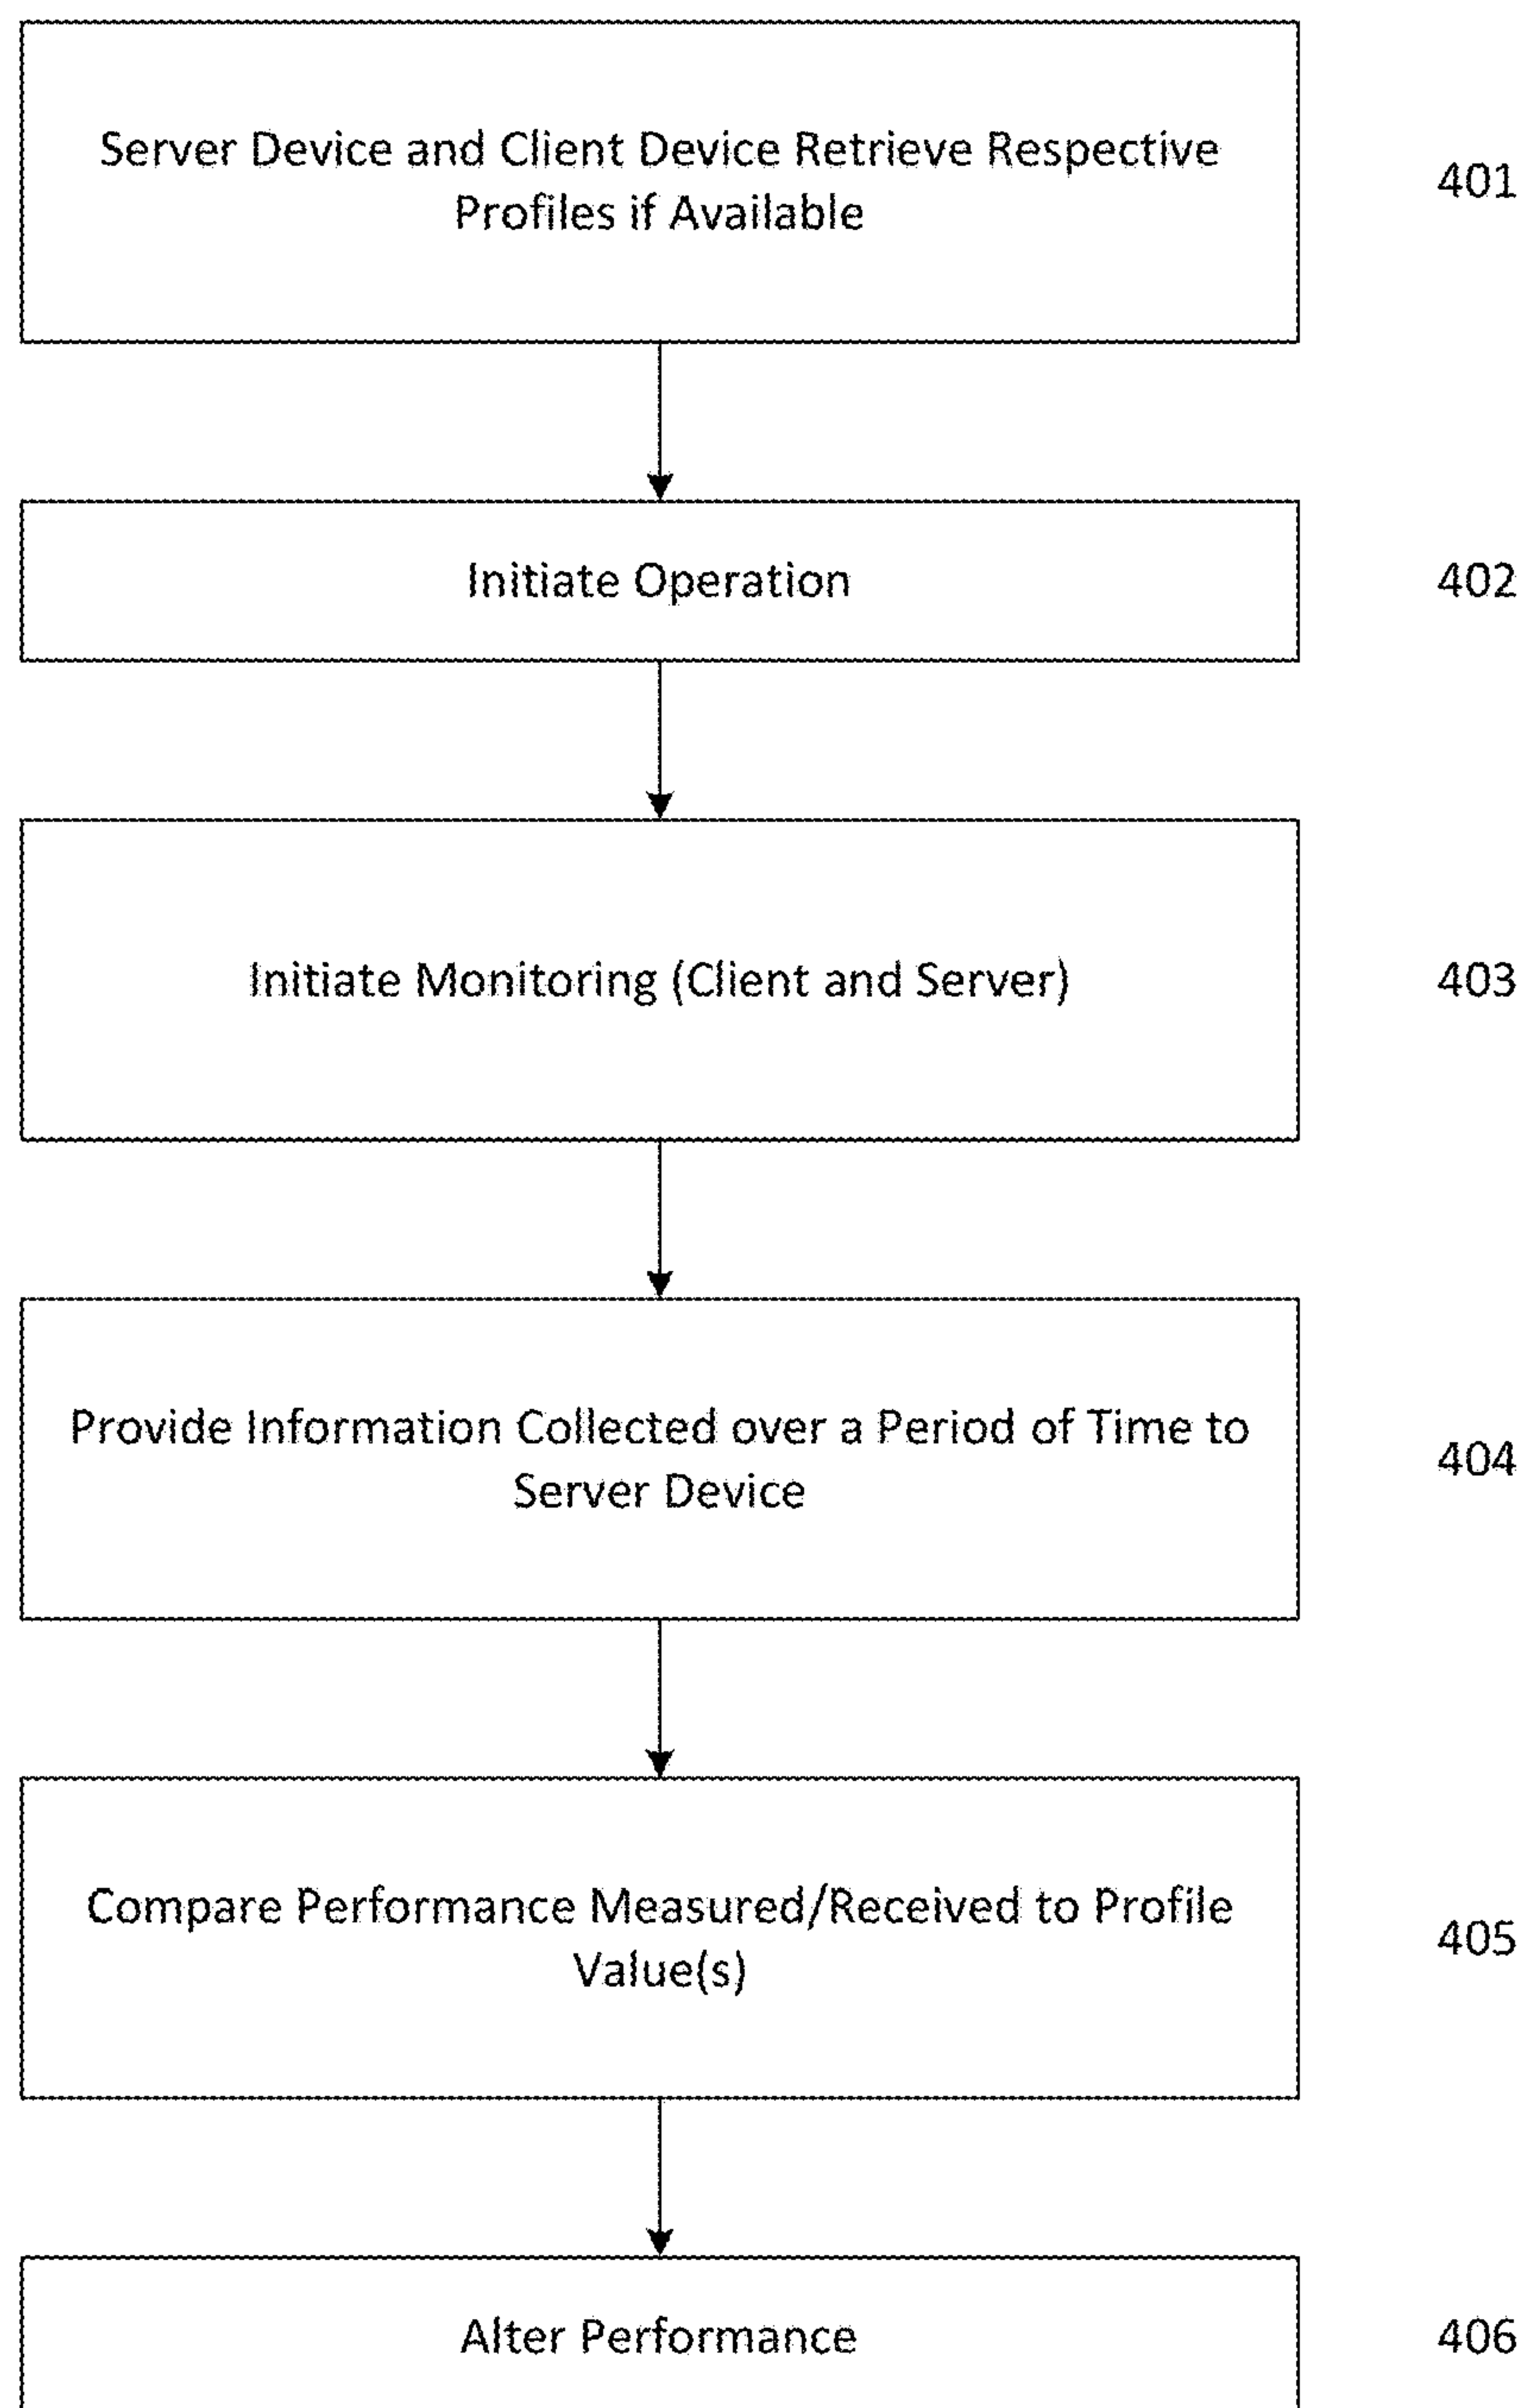 Server Device and Client Device Retrieve Respective
Profiles if Available
401
Initiate Operation
402
Initiate Monitoring (Client and Server)
403
Provide Information Collected over a Period of Time to
Server Device
404
Compare Performance Measured/Received to Profile
Value(s)
405
Alter Performance
406